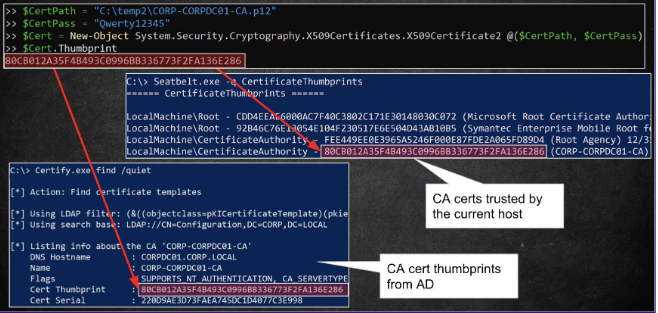 >> $CertPath = "C:\temp2\CORP-CORPDC01-CA.p12"
>> $CertPass = "Qwerty12345"
>> $Cert = New-Object System.Security.Cryptography.X509Certificates.X509Certificate2 @($CertPath, $CertPass)
>> $Cert.Thumbprint
80CB012A35F4B493C0996BB336773F2FA136E286
C:\> Seatbelt.exe -q CertificateThumbprints
====== CertificateThumbprints ======
LocalMachine\Root - CDD4EEAE6000AC7F40C3802C171E30148030C072 (Microsoft Root Certificate Author
LocalMachine\Root - 92B46C76E13054E104F230517E6E504D43AB10B5 (Symantec Enterprise Mobile Root f
LocalMachine\CertificateAuthority - FEE449EE0E3965A5246F000E87FDE2A065FD89D4 (Root Agency) 12/3
LocalMachine\CertificateAuthority - 80CB012A35F4B493C0996BB336773F2FA136E286 (CORP-CORPDC01-CA)
C:\> Certify.exe find /quiet
[*] Action: Find certificate templates
[*] Using LDAP filter: (&((objectclass=pKICertificateTemplate)(pkie
[*] Using search base: LDAP://CN=Configuration,DC=CORP,DC=LOCAL
[*] Listing info about the CA 'CORP-CORPDC01-CA'
DNS Hostname : CORPDC01.CORP.LOCAL
Name : CORP-CORPDC01-CA
Flags : SUPPORTS_NT_AUTHENTICATION, CA_SERVERTYPE
Cert Thumbprint : 80CB012A35F4B493C0996BB336773F2FA136E286
Cert Serial : 220D9AE3D73FAEA745DC1D4077C3E998
CA certs trusted by
the current host
CA cert thumbprints
from AD